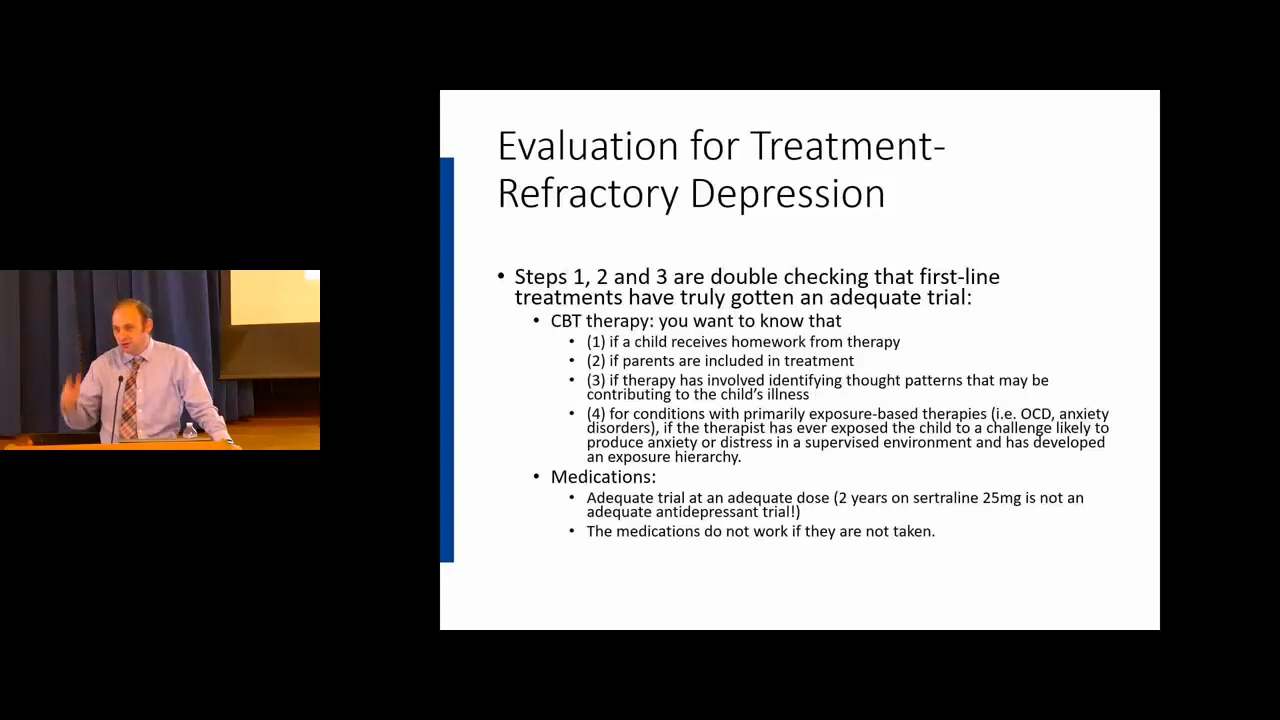 Evaluation for Treatment-
Refractory Depression
• Steps 1, 2 and 3 are double checking that first-line
treatments have truly gotten an adequate trial:
• CBT therapy: you want to know that
• (1) if a child receives homework from therapy
• (2) if parents are included in treatment
• (3) if therapy has involved identifying thought patterns that may be
contributing to the child's illness
• (4) for conditions with primarily exposure-based therapies (i.e. OCD, anxiety
disorders), if the therapist has ever exposed the child to a challenge likely to
produce anxiety or distress in a supervised environment and has developed
an exposure hierarchy.
• Medications:
• Adequate trial at an adequate dose (2 years on sertraline 25mg is not an
adequate antidepressant trial!)
• The medications do not work if they are not taken.